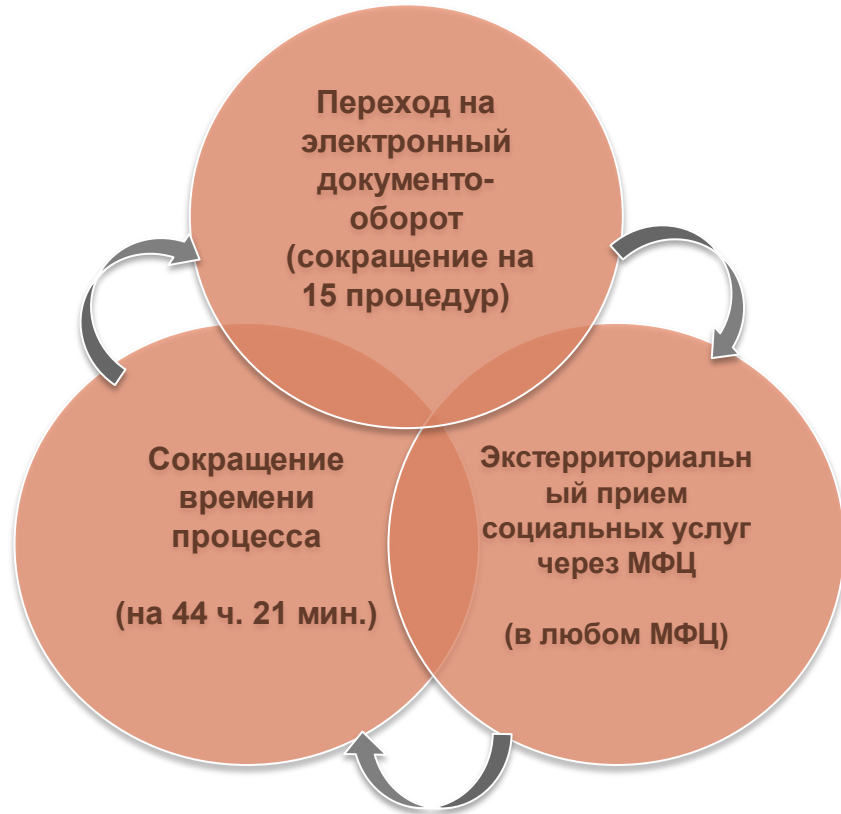 Переход на
электронный
документо-
оборот
(сокращение на
15 процедур)
Сокращение
времени
процесса
(на 44 ч. 21 мин.)
Экстерриториальн
ый прием
социальных услуг
через МФЦ
(в любом МФЦ)